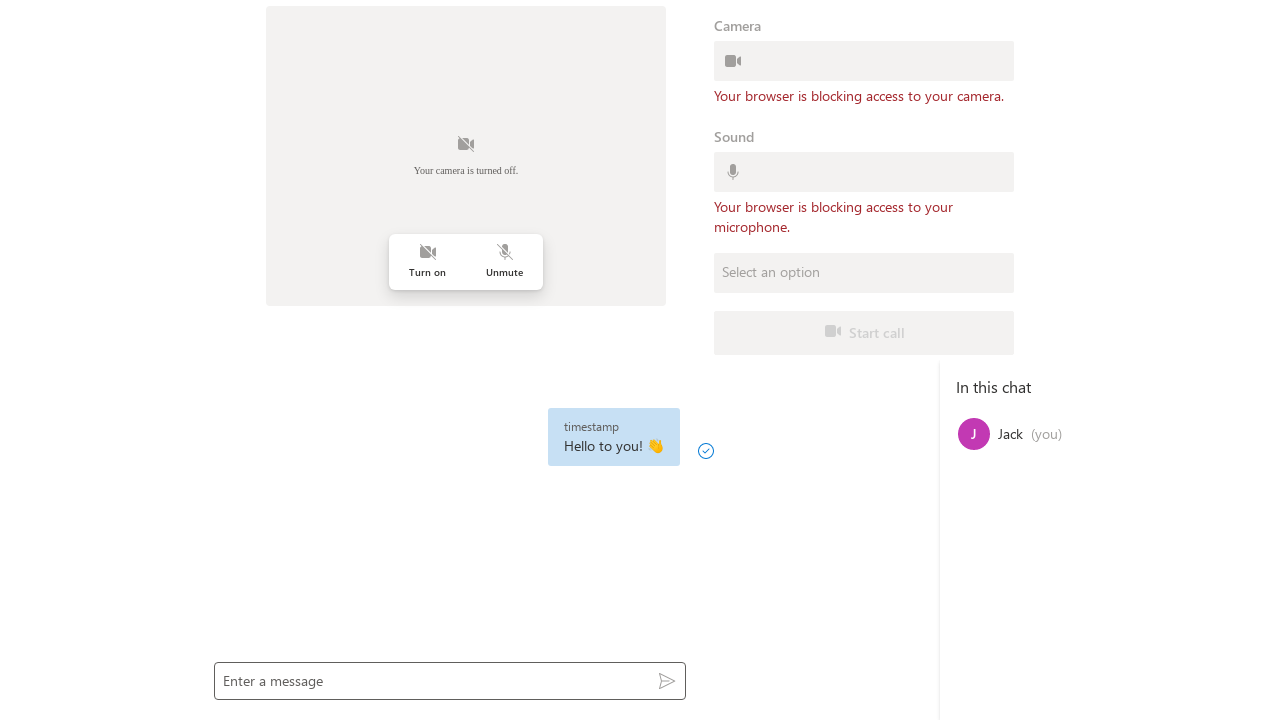 Your camera is turned off.
Turn on
Unmute
Camera
Your browser is blocking access to your camera.
Sound
Your browser is blocking access to your
microphone.
Select an option
Start call
timestamp
Hello to you! 👋
Enter a message
In this chat
J
Jack (you)